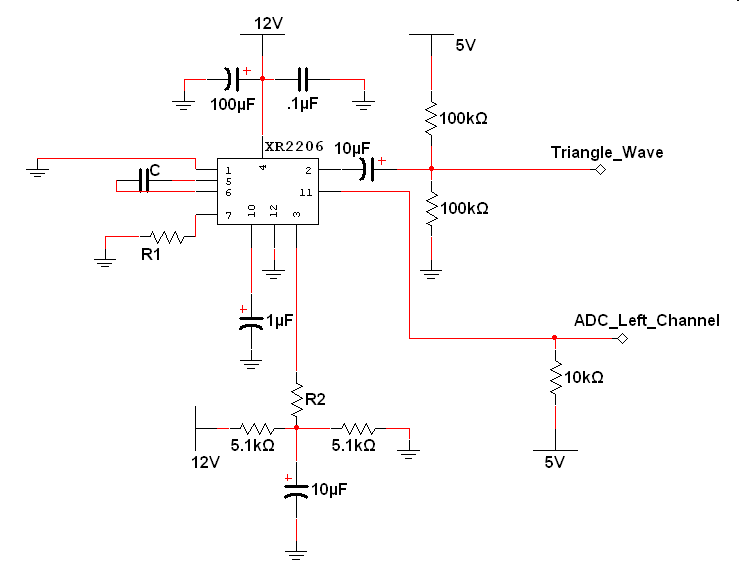 12V
5V
100µF
.1µF
XR2206
10µF
100kΩ
Triangle_Wave
1
4
2
C
5
6
11
7
10
12
3
100kΩ
R1
1µF
ADC_Left_Channel
10kΩ
R2
5.1kΩ
5.1kΩ
12V
5V
10µF